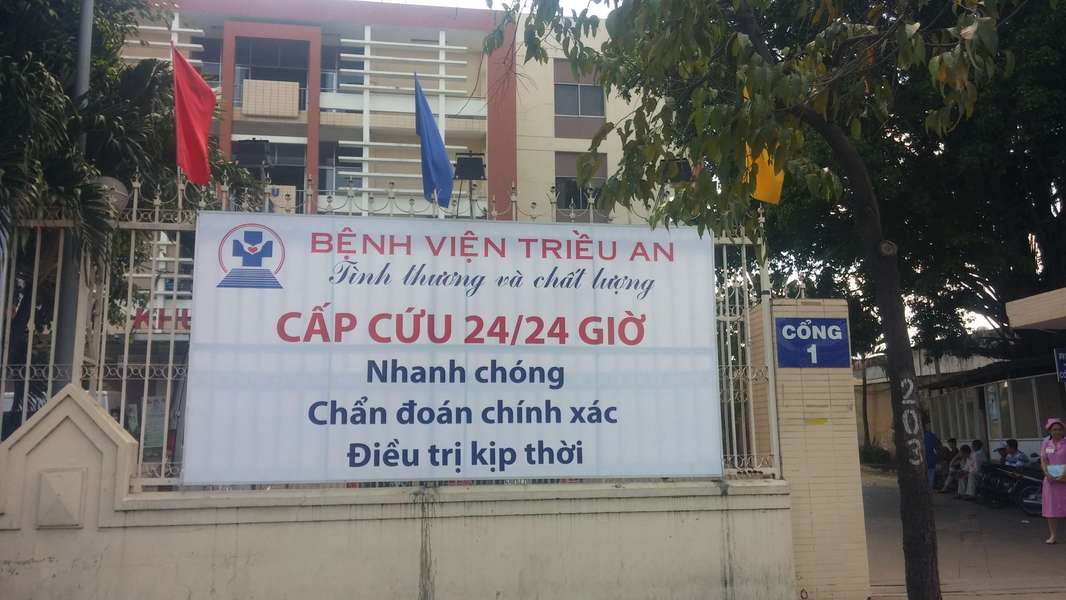 BỆNH VIỆN TRIỀU AN
Tình thương và chất lượng
CẤP CỨU 24/24 GIỜ
Nhanh chóng
Chẩn đoán chính xác
Điều trị kịp thời
CỔNG
1
203